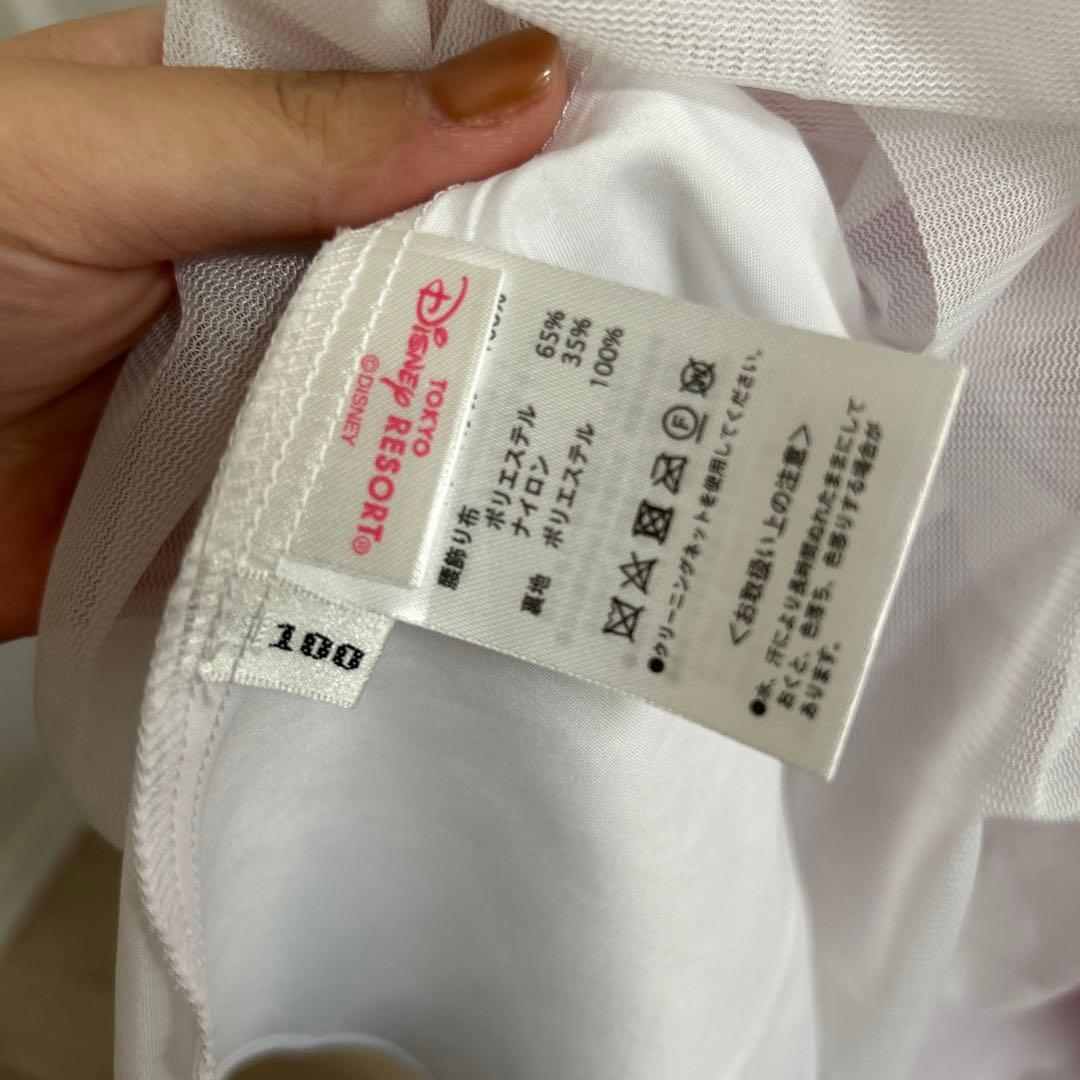 TOKYO
DISNEP RESORT®
©DISNEY
100
腰飾り布
ポリエステル 65%
ナイロン 35%
裏地 ポリエステル 100%
F
●クリーニングネットを使用してください。
＜お取扱い上の注意＞
●水、汗により長時間ぬれたままにして
おくと、色落ち、色移りする場合が
あります。